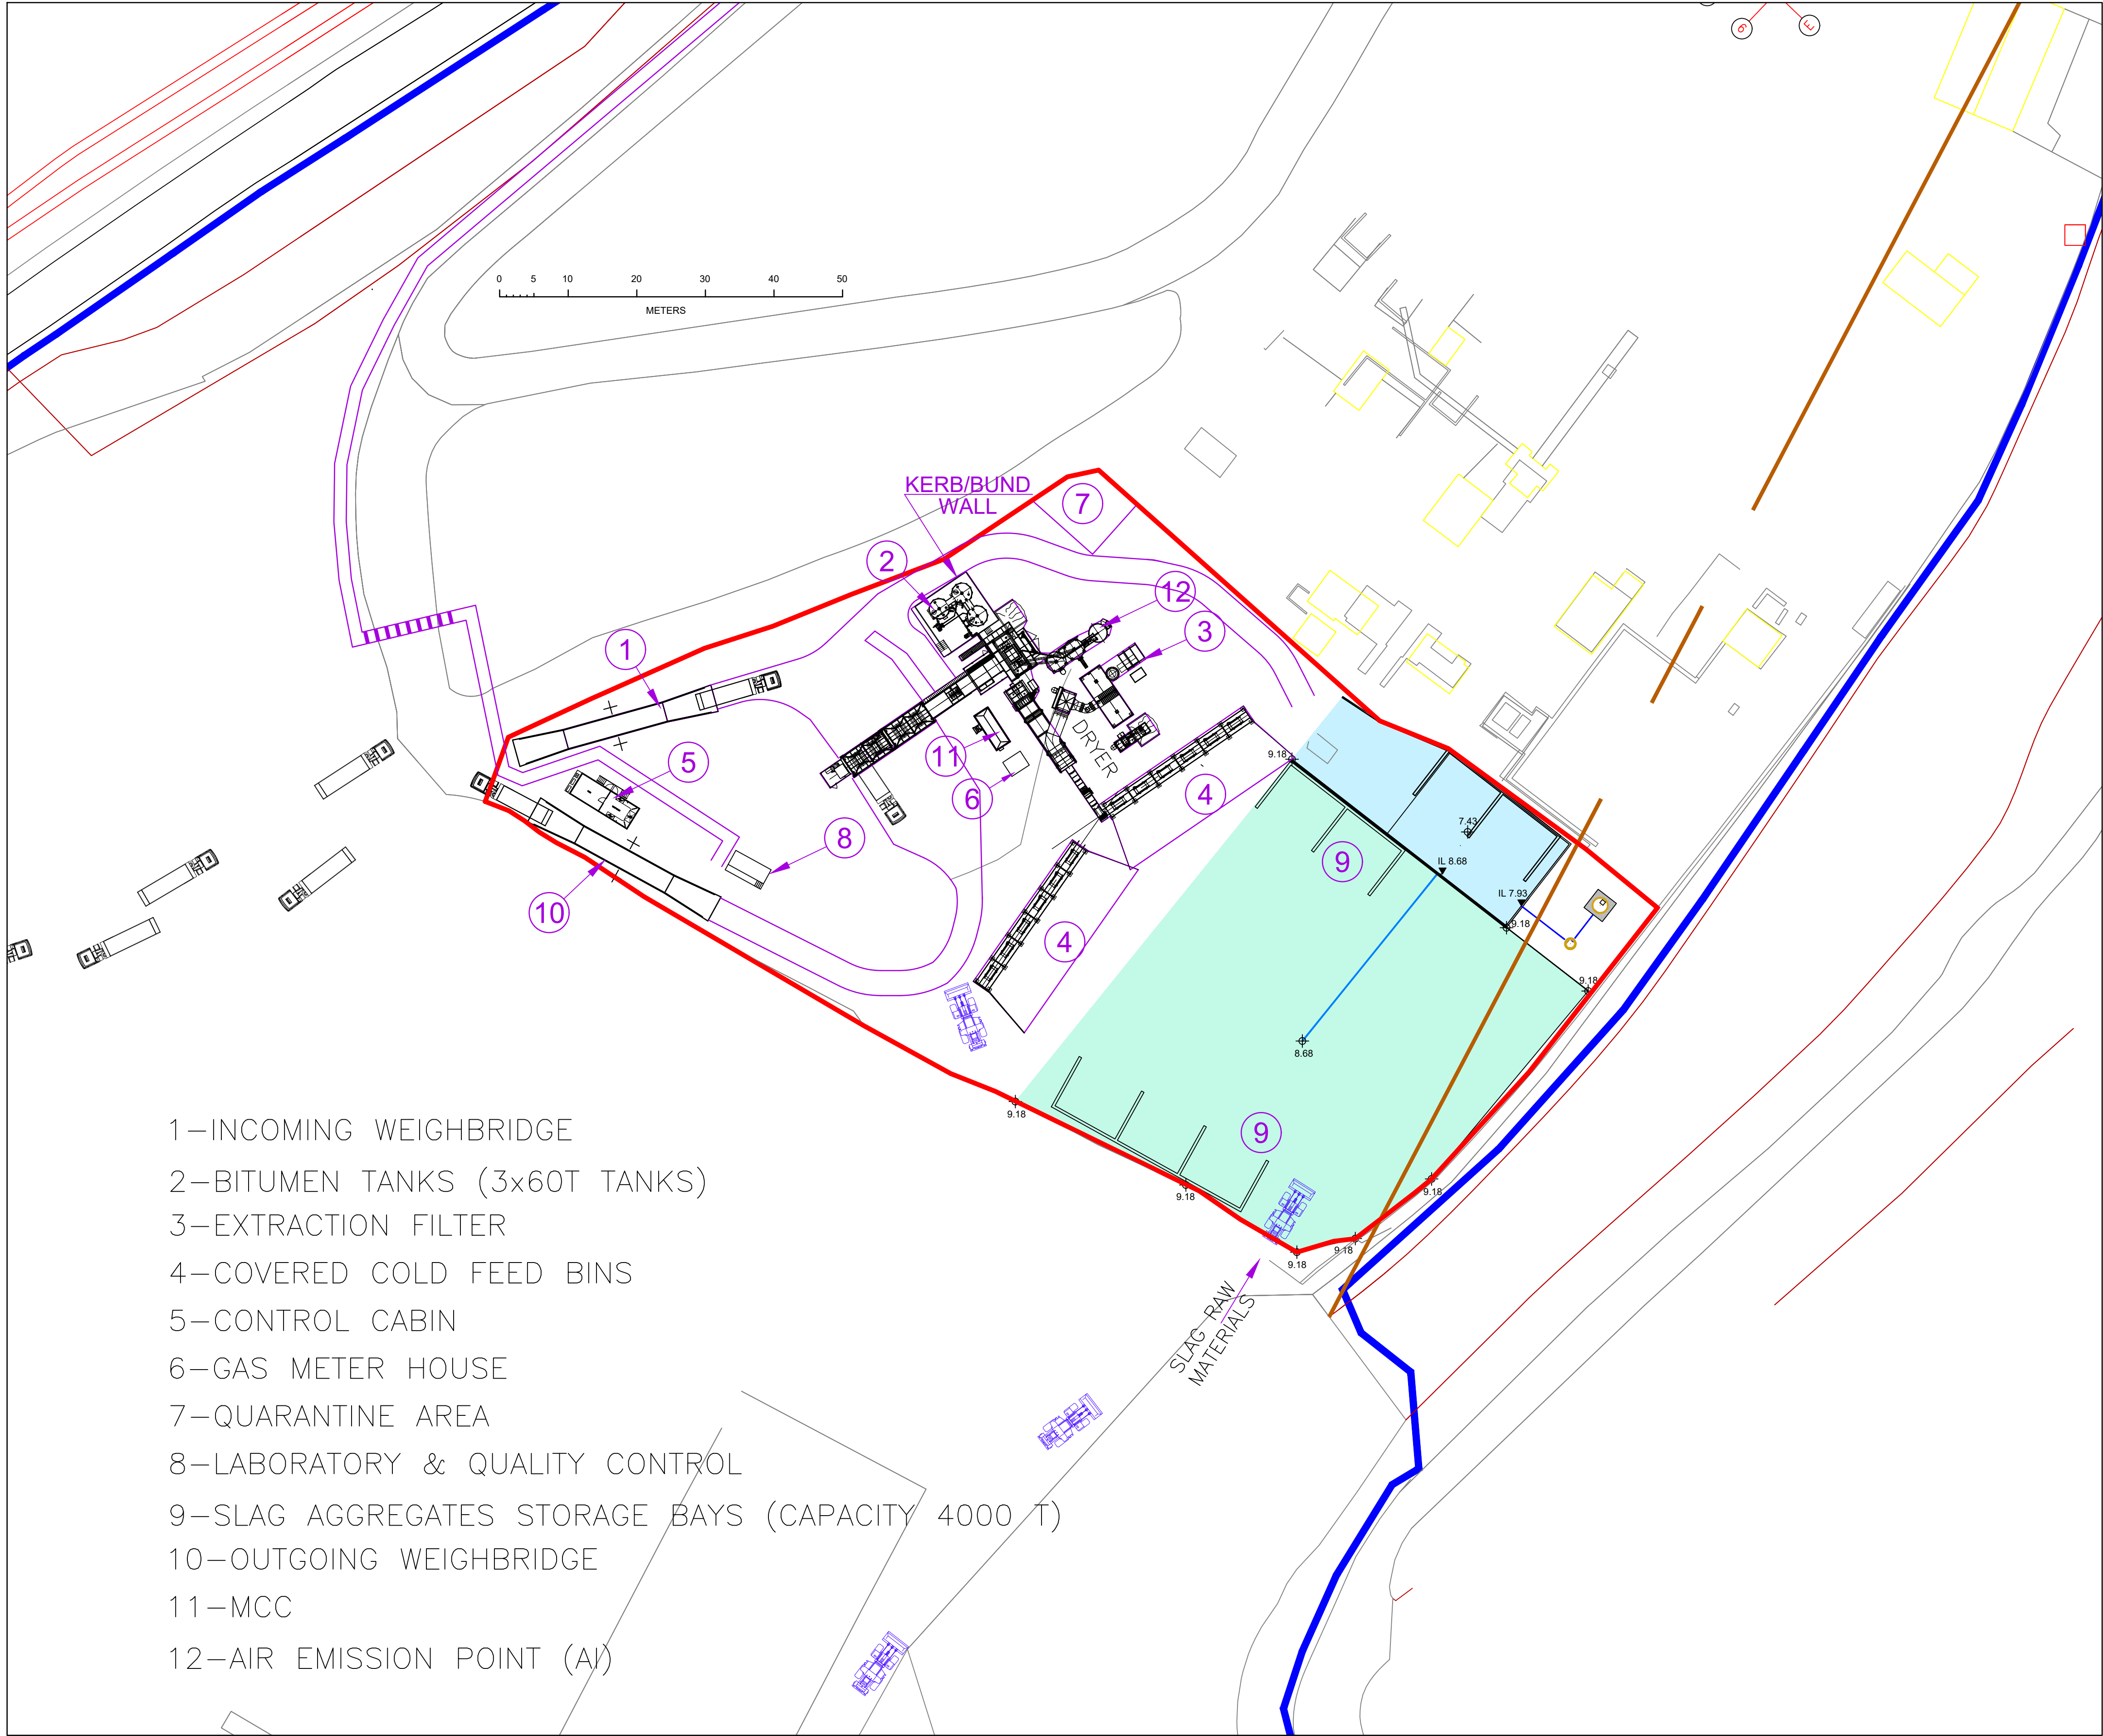 6
E
0 5 10 20 30 40 50
METERS
KERB/BUND
WALL
7
2
12
3
1
DRYER
11
5
6
4
9.18
9
7.43
IL 8.68
IL 7.93
9.18
8
10
4
9.18
8.68
9.18
9
9.18
9.18
9.18
9.18
SLAG RAW
MATERIALS
1-INCOMING WEIGHBRIDGE
2-BITUMEN TANKS (3x60T TANKS)
3-EXTRACTION FILTER
4-COVERED COLD FEED BINS
5-CONTROL CABIN
6-GAS METER HOUSE
7-QUARANTINE AREA
8-LABORATORY & QUALITY CONTROL
9-SLAG AGGREGATES STORAGE BAYS (CAPACITY 4000 T)
10-OUTGOING WEIGHBRIDGE
11-MCC
12-AIR EMISSION POINT (AI)